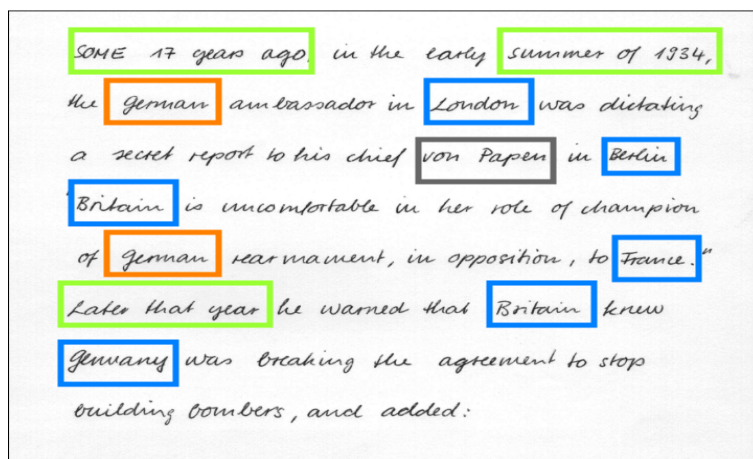 SOME 17 years ago, in the early summer of 1934,
the German ambassador in London was dictating
a secret report to his chief von Papen in Berlin
"Britain is uncomfortable in her role of champion
of German rearmament, in opposition, to France."
Later that year he warned that Britain knew
Germany was breaking the agreement to stop
building bombers, and added: